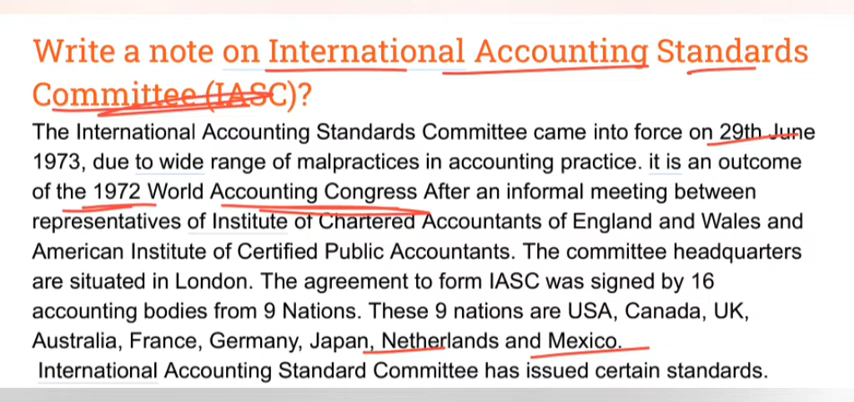 Write a note on International Accounting Standards
Committee (IASC)?
The International Accounting Standards Committee came into force on 29th June
1973, due to wide range of malpractices in accounting practice. it is an outcome
of the 1972 World Accounting Congress After an informal meeting between
representatives of Institute of Chartered Accountants of England and Wales and
American Institute of Certified Public Accountants. The committee headquarters
are situated in London. The agreement to form IASC was signed by 16
accounting bodies from 9 Nations. These 9 nations are USA, Canada, UK,
Australia, France, Germany, Japan, Netherlands and Mexico.
International Accounting Standard Committee has issued certain standards.